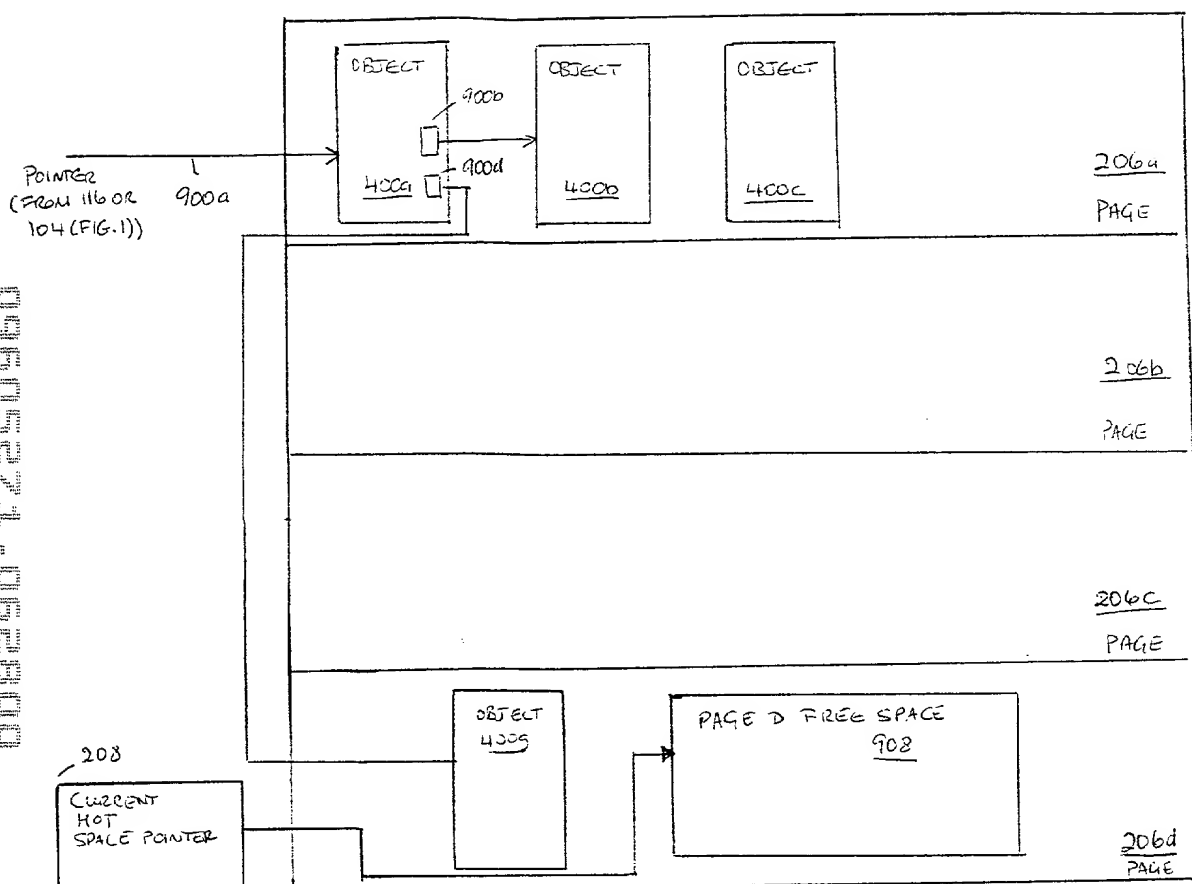 OBJECT
OBJECT
OBJECT
900b
900d
POINTER
(FROM 116 OR
104 (FIG.1))
900a
400a
400b
400c
206a
PAGE
206b
PAGE
206c
PAGE
OBJECT
400g
PAGE D FREE SPACE
908
208
CURRENT
HOT
SPACE POINTER
206d
PAGE